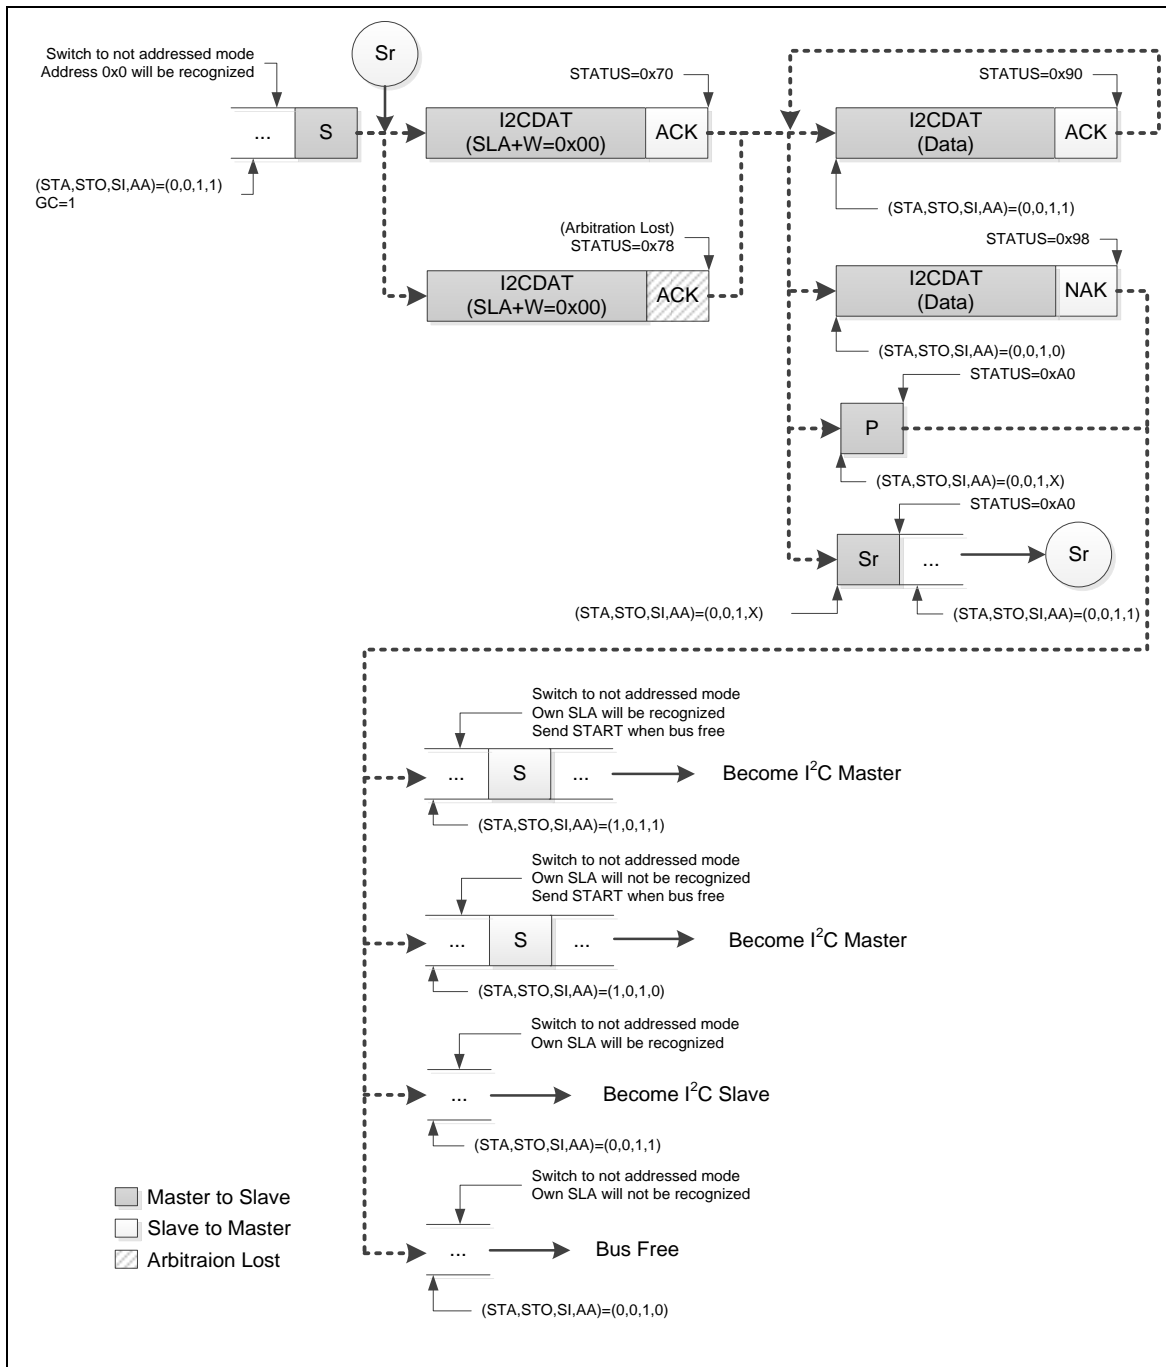 Switch to not addressed mode
Address 0x0 will be recognized
Sr
STATUS=0x70
STATUS=0x90
...
S
I2CDAT
(SLA+W=0x00)
ACK
I2CDAT
(Data)
ACK
(STA,STO,SI,AA)=(0,0,1,1)
GC=1
(STA,STO,SI,AA)=(0,0,1,1)
(Arbitration Lost)
STATUS=0x78
STATUS=0x98
I2CDAT
(SLA+W=0x00)
ACK
I2CDAT
(Data)
NAK
(STA,STO,SI,AA)=(0,0,1,0)
STATUS=0xA0
P
(STA,STO,SI,AA)=(0,0,1,X)
STATUS=0xA0
Sr
...
Sr
(STA,STO,SI,AA)=(0,0,1,X)
(STA,STO,SI,AA)=(0,0,1,1)
Switch to not addressed mode
Own SLA will be recognized
Send START when bus free
...
S
...
Become I²C Master
(STA,STO,SI,AA)=(1,0,1,1)
Switch to not addressed mode
Own SLA will not be recognized
Send START when bus free
...
S
...
Become I²C Master
(STA,STO,SI,AA)=(1,0,1,0)
Switch to not addressed mode
Own SLA will be recognized
...
Become I²C Slave
(STA,STO,SI,AA)=(0,0,1,1)
Switch to not addressed mode
Own SLA will not be recognized
...
Bus Free
(STA,STO,SI,AA)=(0,0,1,0)
Master to Slave
Slave to Master
Arbitraion Lost